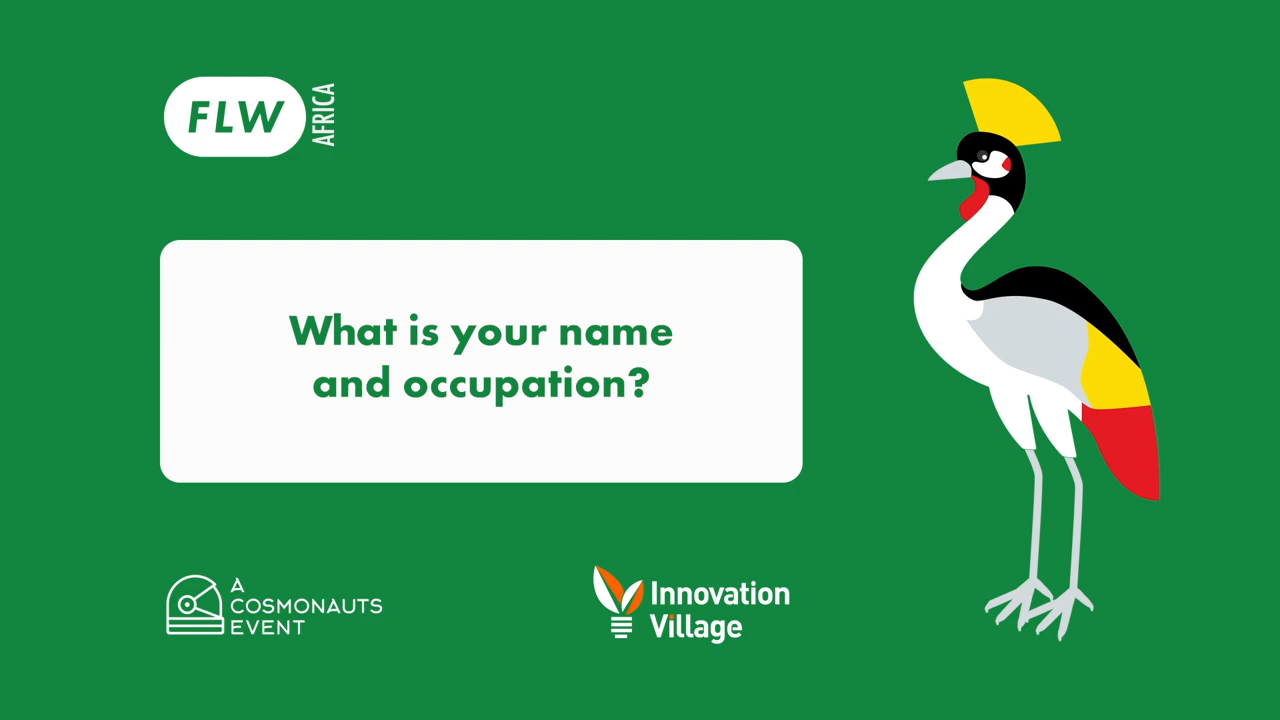 FLW
AFRICA
What is your name
and occupation?
A
COSMONAUTS
EVENT
Innovation
Village